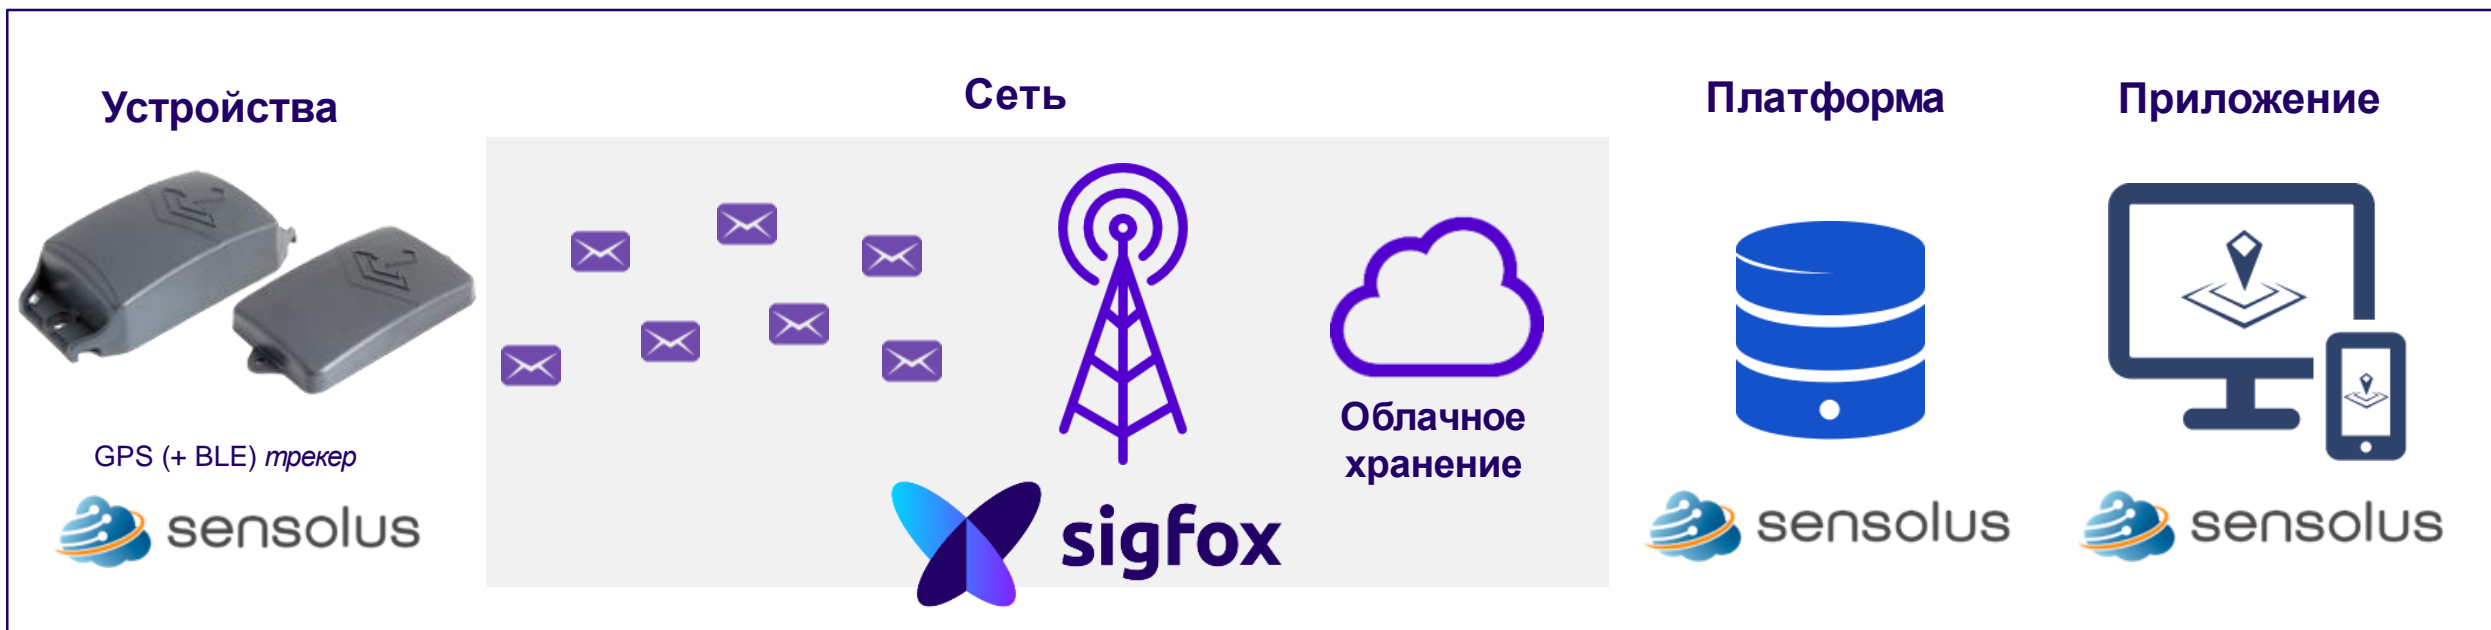 Устройства
Сеть
Платформа
Приложение
Облачное
хранение
GPS (+ BLE) трекер
sensolus
sigfox
sensolus
sensolus